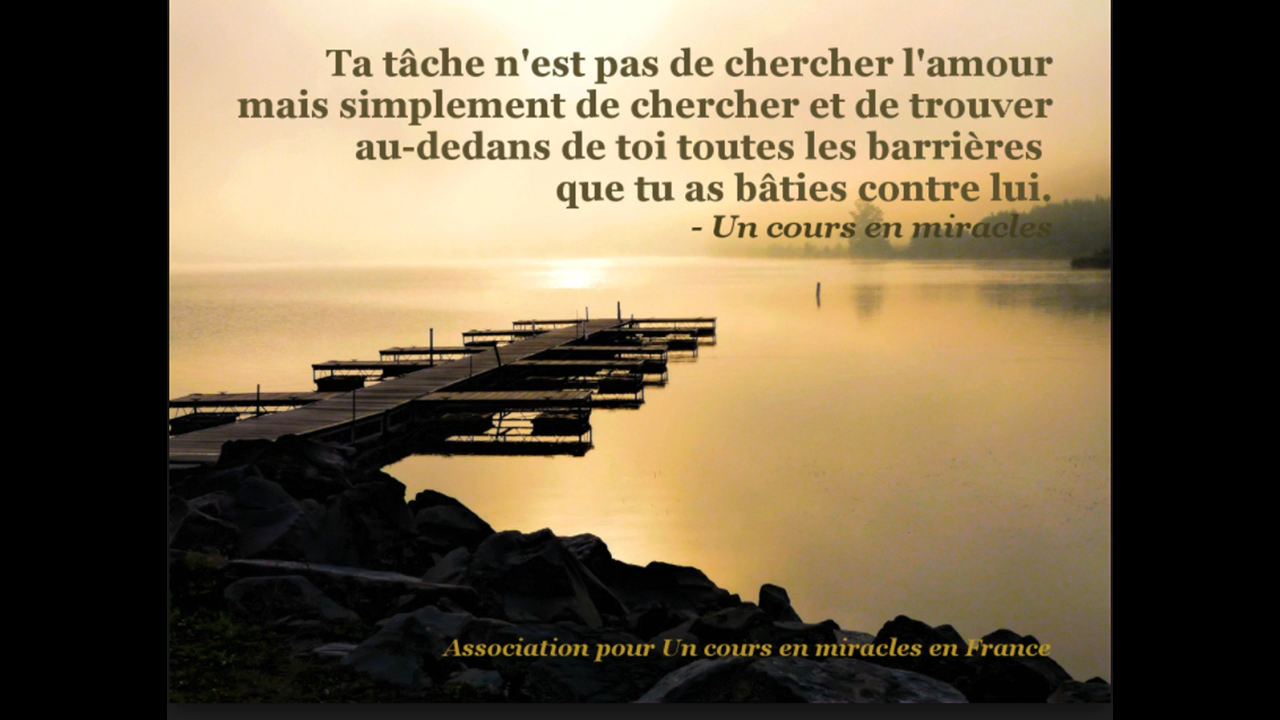 Ta tâche n'est pas de chercher l'amour
mais simplement de chercher et de trouver
au-dedans de toi toutes les barrières
que tu as bâties contre lui.
- Un cours en miracles
Association pour Un cours en miracles en France